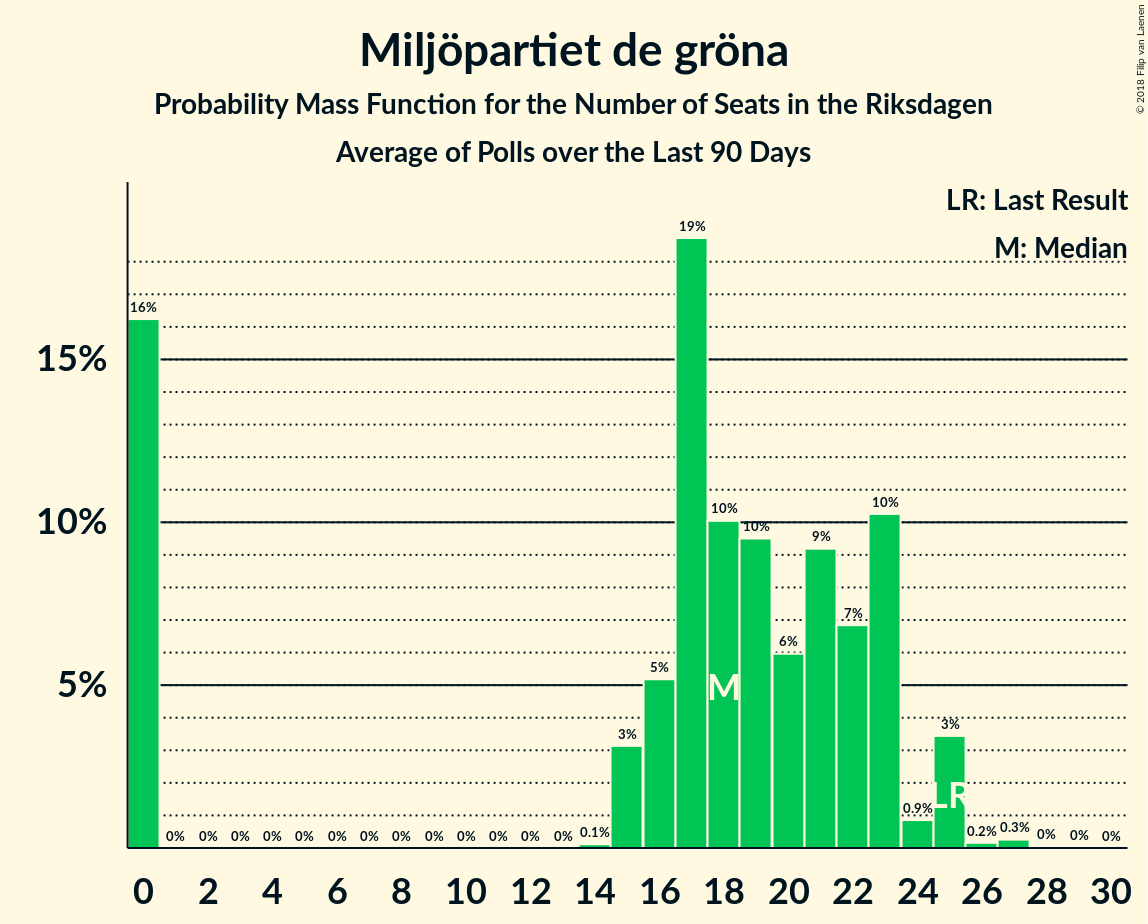 Miljöpartiet de gröna
Probability Mass Function for the Number of Seats in the Riksdagen
Average of Polls over the Last 90 Days
© 2018 Filip van Laenen
LR: Last Result
M: Median
15%
10%
5%
16% 0% 0% 0% 0% 0% 0% 0% 0% 0% 0% 0% 0% 0% 0.1% 3% 5% 19% 10% 10% 6% 9% 7% 10% 0.9% 3% 0.2% 0.3% 0% 0% 0%
M
LR
0 2 4 6 8 10 12 14 16 18 20 22 24 26 28 30